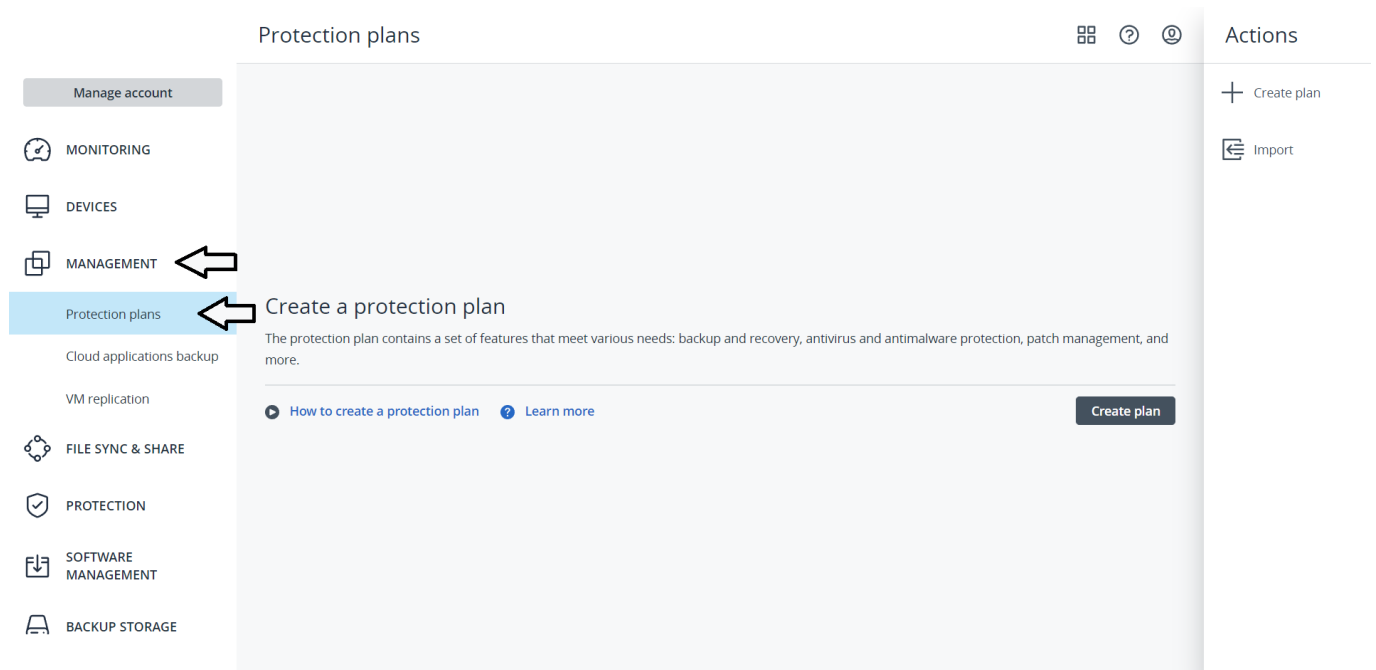 Protection plans
Actions
Manage account
Create plan
MONITORING
Import
DEVICES
MANAGEMENT
Protection plans
Cloud applications backup
VM replication
FILE SYNC & SHARE
PROTECTION
SOFTWARE
MANAGEMENT
BACKUP STORAGE
Create a protection plan
The protection plan contains a set of features that meet various needs: backup and recovery, antivirus and antimalware protection, patch management, and
more.
How to create a protection plan
Learn more
Create plan